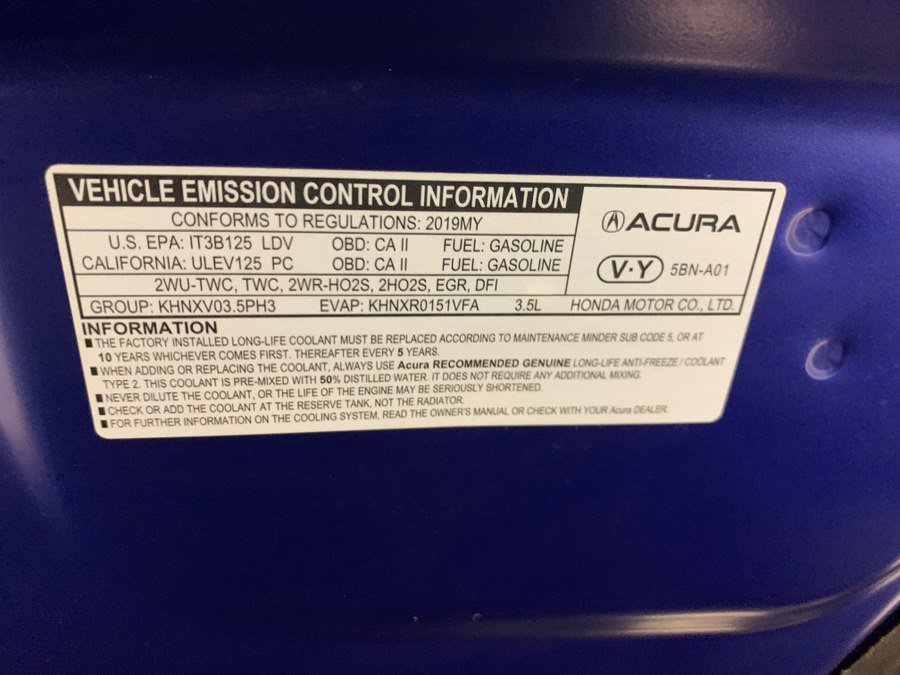 VEHICLE EMISSION CONTROL INFORMATION
CONFORMS TO REGULATIONS: 2019MY
U.S. EPA: IT3B125 LDV OBD: CA II FUEL: GASOLINE
CALIFORNIA: ULEV125 PC OBD: CA II FUEL: GASOLINE
2WU-TWC, TWC, 2WR-HO2S, 2HO2S, EGR, DFI
ACURA
V·Y 5BN-A01
GROUP: KHNXV03.5PH3 EVAP: KHNXR0151VFA 3.5L HONDA MOTOR CO., LTD.
INFORMATION
■ THE FACTORY INSTALLED LONG-LIFE COOLANT MUST BE REPLACED ACCORDING TO MAINTENANCE MINDER SUB CODE 5, OR AT
10 YEARS WHICHEVER COMES FIRST. THEREAFTER EVERY 5 YEARS.
■ WHEN ADDING OR REPLACING THE COOLANT, ALWAYS USE Acura RECOMMENDED GENUINE LONG-LIFE ANTI-FREEZE / COOLANT
TYPE 2. THIS COOLANT IS PRE-MIXED WITH 50% DISTILLED WATER. IT DOES NOT REQUIRE ANY ADDITIONAL MIXING.
■ NEVER DILUTE THE COOLANT, OR THE LIFE OF THE ENGINE MAY BE SERIOUSLY SHORTENED.
■ CHECK OR ADD THE COOLANT AT THE RESERVE TANK, NOT THE RADIATOR.
■ FOR FURTHER INFORMATION ON THE COOLING SYSTEM, READ THE OWNER'S MANUAL OR CHECK WITH YOUR Acura DEALER.